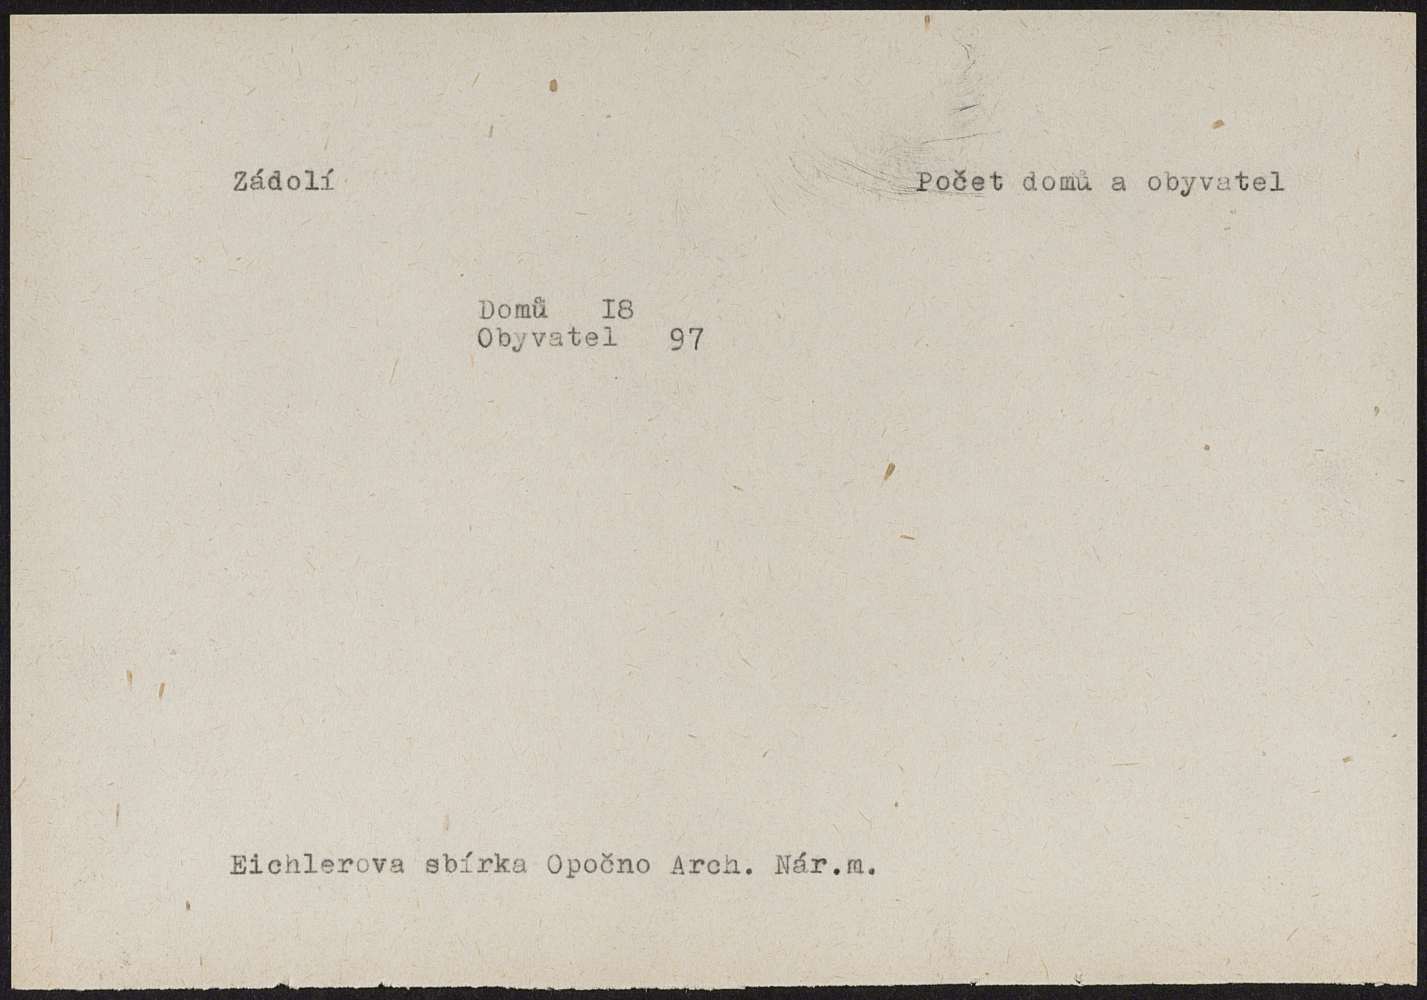 Zádolí Počet domů a obyvatel
Domů I8
Obyvatel 97
Eichlerova sbírka Opočno Arch. Nár.m.